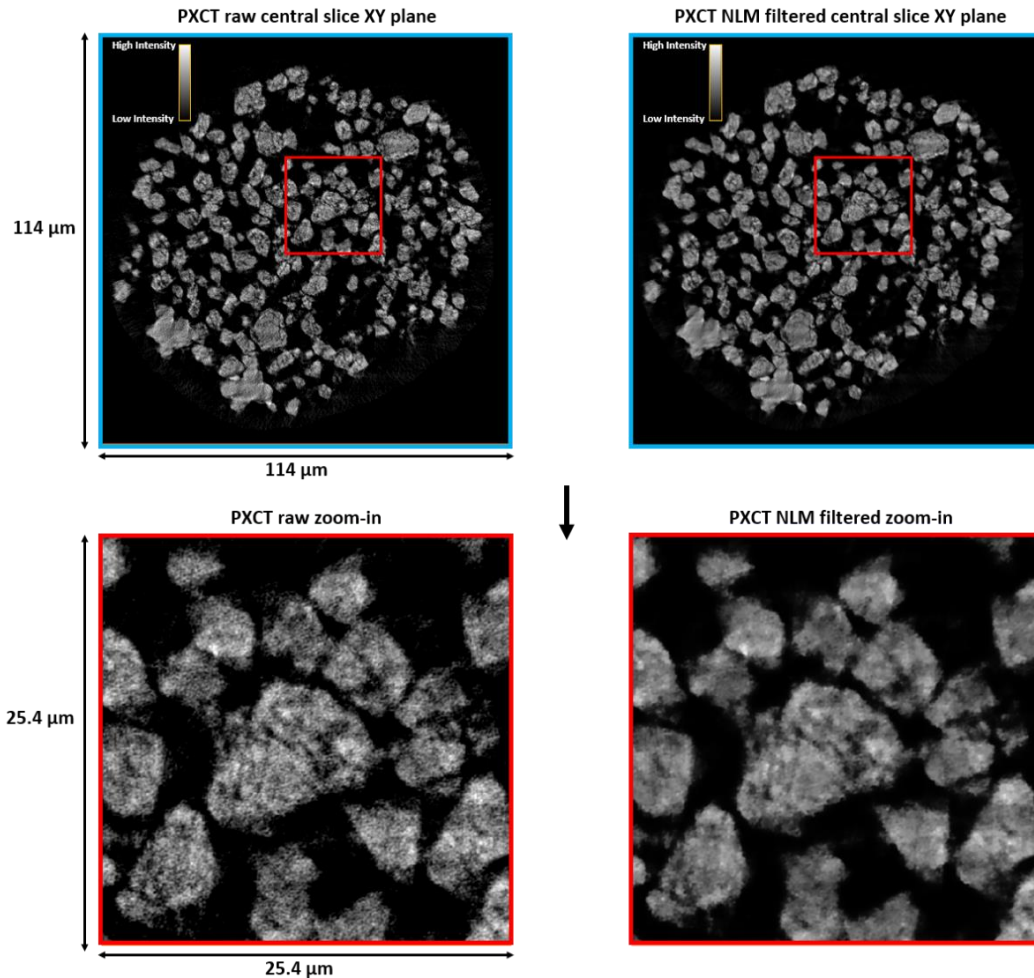 PXCT raw central slice XY plane
PXCT NLM filtered central slice XY plane
High Intensity
Low Intensity
High Intensity
Low Intensity
114 µm
114 µm
PXCT raw zoom-in
PXCT NLM filtered zoom-in
25.4 µm
25.4 µm